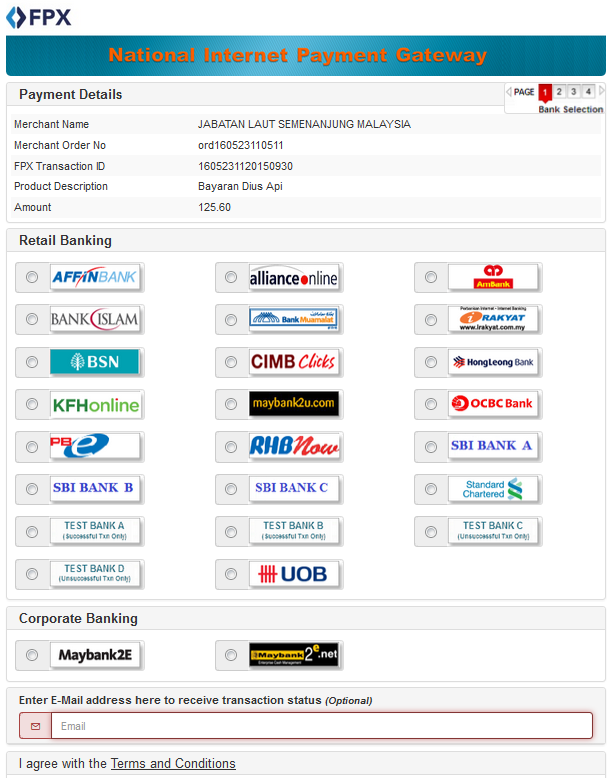 FPX
National Internet Payment Gateway
Payment Details
PAGE 1 2 3 4
Bank Selection
Merchant Name JABATAN LAUT SEMENANJUNG MALAYSIA
Merchant Order No ord160523110511
FPX Transaction ID 1605231120150930
Product Description Bayaran Dius Api
Amount 125.60
Retail Banking
AFFINBANK alliance online AmBank
BANK ISLAM Bank Muamalat i RAKYAT
www.irakyat.com.my
BSN CIMB Clicks HongLeong Bank
KFHonline maybank2u.com OCBC Bank
PBe RHB Now SBI BANK A
SBI BANK B SBI BANK C Standard
Chartered
TEST BANK A TEST BANK B TEST BANK C
(Successful Txn Only) (Successful Txn Only) (Unsuccessful Txn Only)
TEST BANK D UOB
(Unsuccessful Txn Only)
Corporate Banking
Maybank2E Maybank2e.net
Enterprise Cash Management
Enter E-Mail address here to receive transaction status (Optional)
Email
I agree with the Terms and Conditions